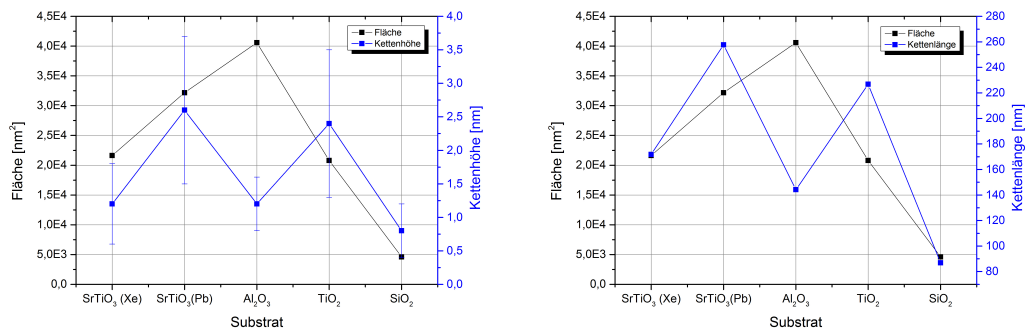 4,5E4
4,0E4
3,5E4
3,0E4
2,5E4
2,0E4
1,5E4
1,0E4
5,0E3
0,0
Fläche [nm²]
Fläche
Kettenhöhe
4,0
3,5
3,0
2,5
2,0
1,5
1,0
0,5
0,0
Kettenhöhe [nm]
SrTiO₃ (Xe) SrTiO₃(Pb) Al₂O₃ TiO₂ SiO₂
Substrat
4,5E4
4,0E4
3,5E4
3,0E4
2,5E4
2,0E4
1,5E4
1,0E4
5,0E3
0,0
Fläche [nm²]
Fläche
Kettenlänge
280
260
240
220
200
180
160
140
120
100
80
Kettenlänge [nm]
SrTiO₃ (Xe) SrTiO₃(Pb) Al₂O₃ TiO₂ SiO₂
Substrat